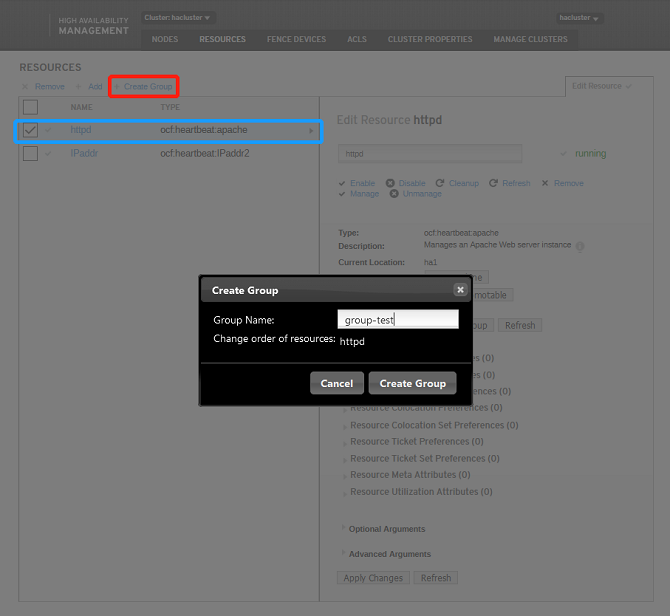 HIGH AVAILABILITY
MANAGEMENT
Cluster: hacluster
hacluster
NODES RESOURCES FENCE DEVICES ACLS CLUSTER PROPERTIES MANAGE CLUSTERS
RESOURCES
Remove Add Create Group
Edit Resource
NAME TYPE
httpd ocf:heartbeat:apache
IPaddr ocf:heartbeat:IPaddr2
Edit Resource httpd
httpd running
Enable Disable Cleanup Refresh Remove
Manage Unmanage
Type: ocf:heartbeat:apache
Description: Manages an Apache Web server instance
Current Location: ha1
Create Group
Group Name: group-test
Change order of resources: httpd
Cancel Create Group
Refresh
Resource Colocation Preferences (0)
Resource Colocation Set Preferences (0)
Resource Ticket Preferences (0)
Resource Ticket Set Preferences (0)
Resource Meta Attributes (0)
Resource Utilization Attributes (0)
Optional Arguments
Advanced Arguments
Apply Changes Refresh